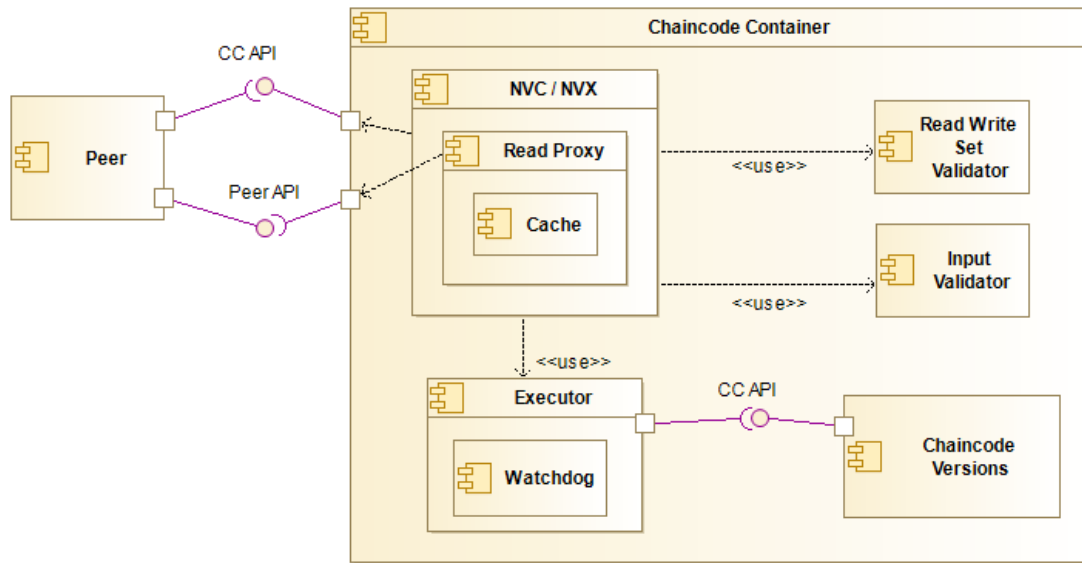 Chaincode Container
CC API
NVC / NVX
Peer
Read Proxy
Read Write
Set
Validator
<<use>>
Peer API
Cache
Input
Validator
<<use>>
<<use>>
Executor
CC API
Watchdog
Chaincode
Versions